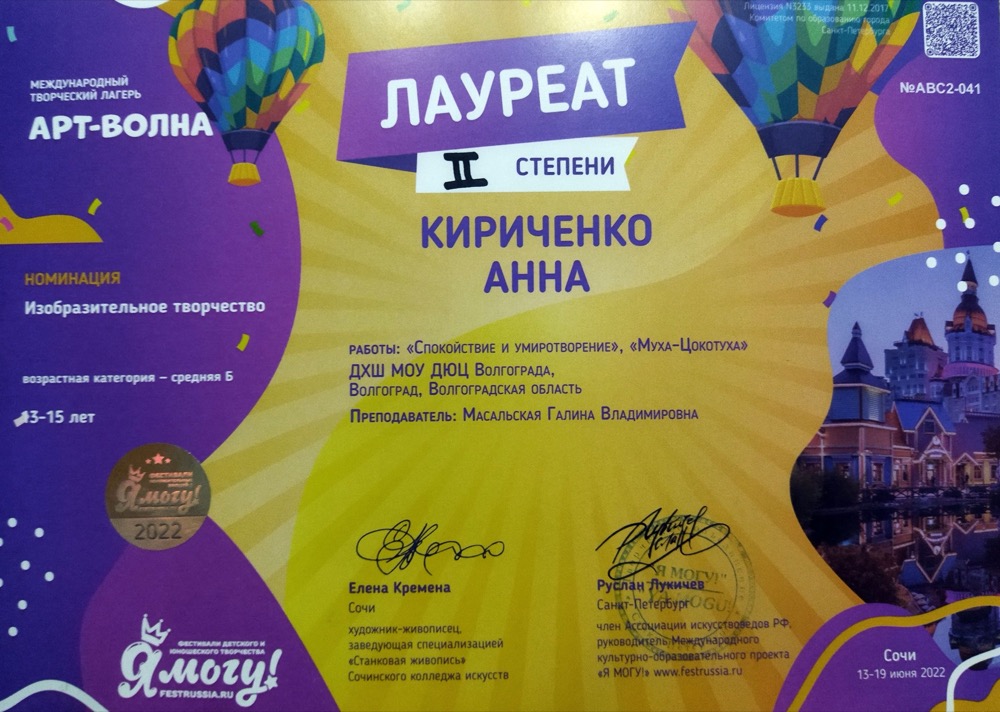 Лицензия N3233 выдана 11.12.2017
Комитетом по образованию города
Санкт-Петербурга
№АВС2-041
МЕЖДУНАРОДНЫЙ
ТВОРЧЕСКИЙ ЛАГЕРЬ
АРТ-ВОЛНА
ЛАУРЕАТ
II СТЕПЕНИ
КИРИЧЕНКО
АННА
НОМИНАЦИЯ
Изобразительное творчество
возрастная категория – средняя Б
13-15 лет
РАБОТЫ: «Спокойствие и умиротворение», «Муха-Цокотуха»
ДХШ МОУ ДЮЦ Волгограда,
Волгоград, Волгоградская область
Преподаватель: Масальская Галина Владимировна
ФЕСТИВАЛИ
Я могу!
2022
Елена Кремена
Сочи
художник-живописец,
заведующая специализацией
«Станковая живопись»
Сочинского колледжа искусств
Руслан Лукичев
Санкт-Петербург
член Ассоциации искусствоведов РФ,
руководитель Международного
культурно-образовательного проекта
«Я МОГУ!» www.festrussia.ru
"Я МОГУ!"
ФЕСТИВАЛИ ДЕТСКОГО И
ЮНОШЕСКОГО ТВОРЧЕСТВА
Я могу!
FESTRUSSIA.RU
Сочи
13-19 июня 2022